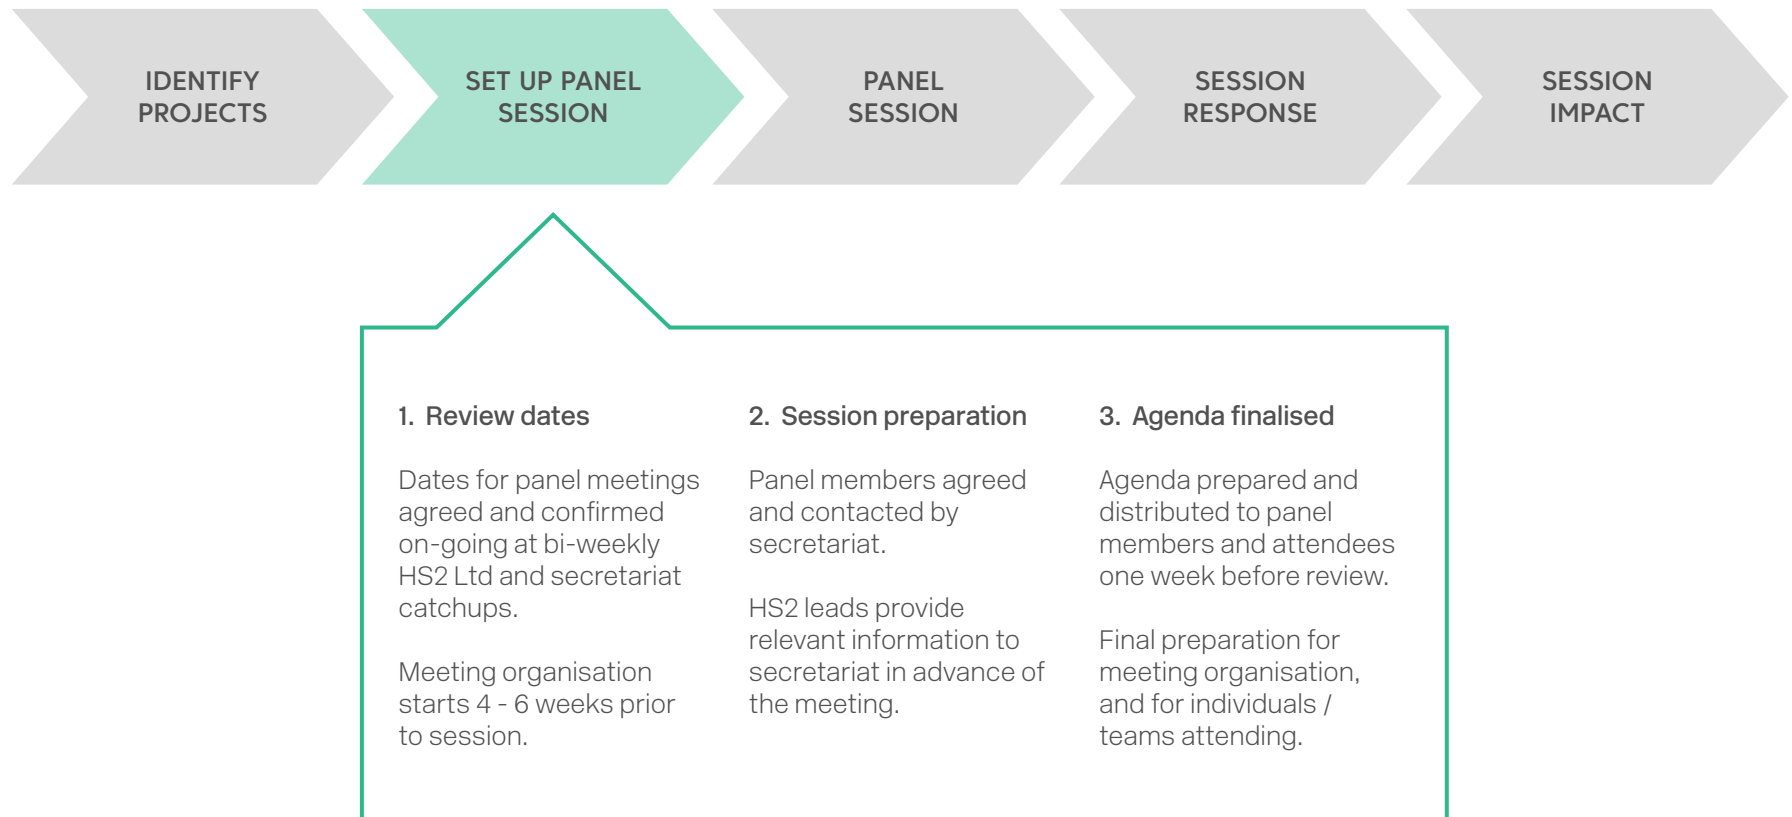 IDENTIFY
PROJECTS
SET UP PANEL
SESSION
PANEL
SESSION
SESSION
RESPONSE
SESSION
IMPACT
1. Review dates
Dates for panel meetings
agreed and confirmed
on-going at bi-weekly
HS2 Ltd and secretariat
catchups.
Meeting organisation
starts 4 - 6 weeks prior
to session.
2. Session preparation
Panel members agreed
and contacted by
secretariat.
HS2 leads provide
relevant information to
secretariat in advance of
the meeting.
3. Agenda finalised
Agenda prepared and
distributed to panel
members and attendees
one week before review.
Final preparation for
meeting organisation,
and for individuals /
teams attending.